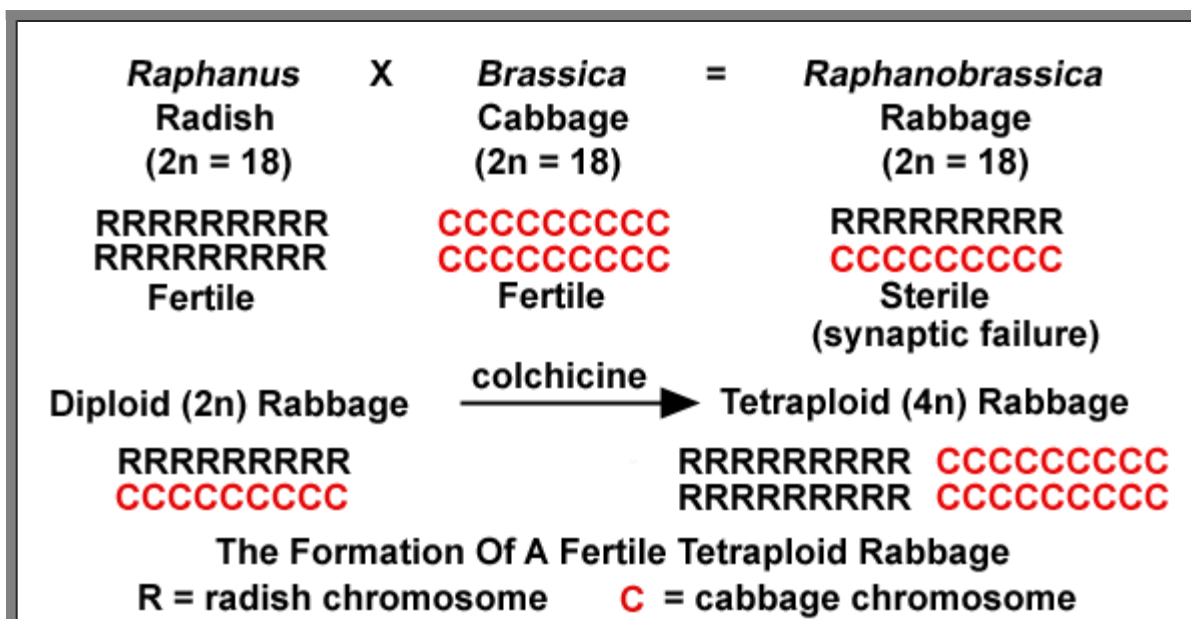 Raphanus X Brassica = Raphanobrassica
Radish Cabbage Rabbage
(2n = 18) (2n = 18) (2n = 18)
RRRRRRRRR CCCCCCCCC RRRRRRRRR
RRRRRRRRR CCCCCCCCC CCCCCCCCC
Fertile Fertile Sterile
(synaptic failure)
colchicine
Diploid (2n) Rabbage Tetraploid (4n) Rabbage
RRRRRRRRR RRRRRRRRR CCCCCCCCC
CCCCCCCCC RRRRRRRRR CCCCCCCCC
The Formation Of A Fertile Tetraploid Rabbage
R = radish chromosome C = cabbage chromosome